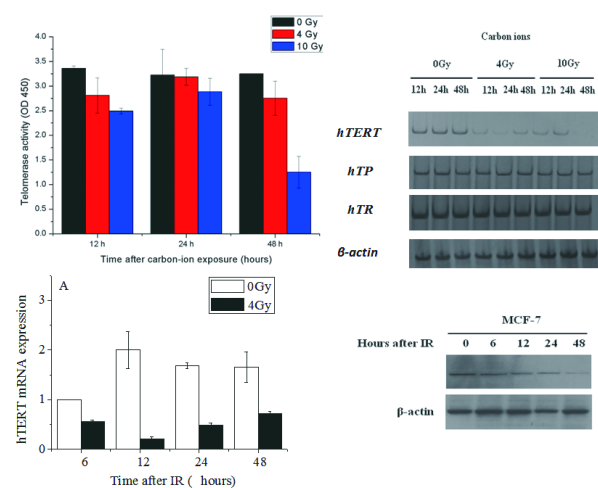 0 Gy
4 Gy
10 Gy
4.0
3.5
3.0
2.5
2.0
1.5
1.0
0.5
0.0
Telomerase activity (OD 450)
12 h
24 h
48 h
Time after carbon-ion exposure (hours)
Carbon ions
0Gy 4Gy 10Gy
12h 24h 48h 12h 24h 48h 12h 24h 48h
hTERT
hTP
hTR
β-actin
A
0Gy
4Gy
3
2
1
0
hTERT mRNA expression
6 12 24 48
Time after IR ( hours)
MCF-7
Hours after IR 0 6 12 24 48
β-actin